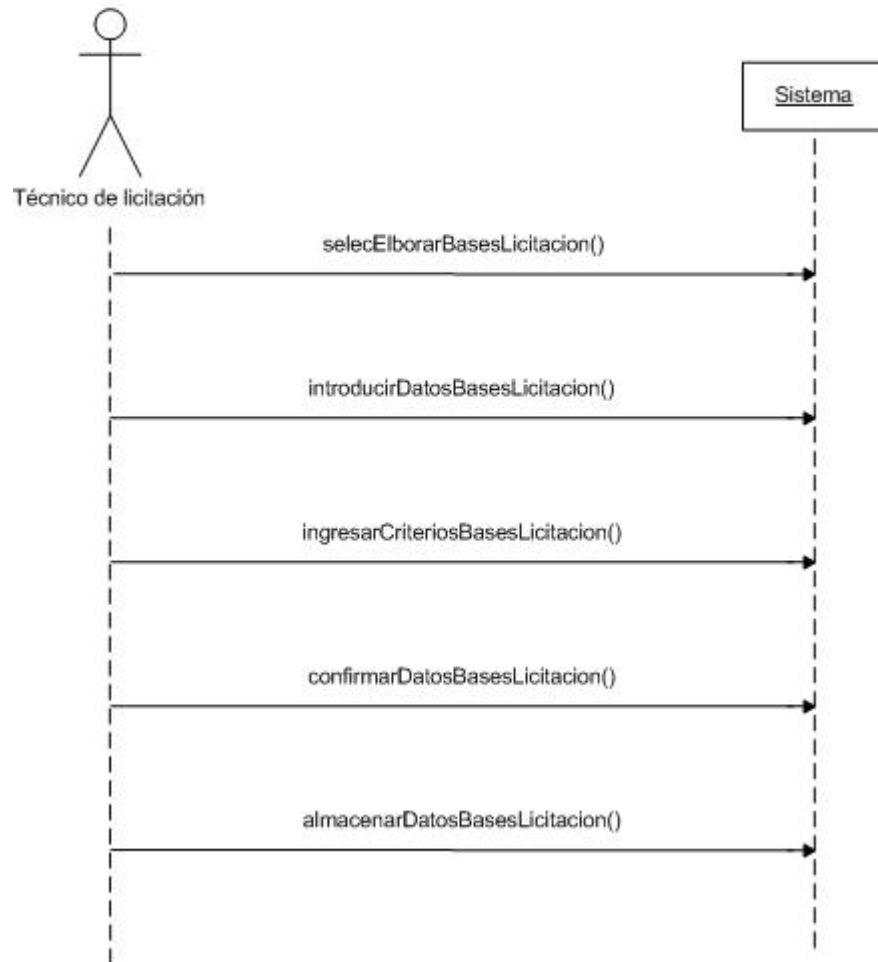 Sistema
Técnico de licitación
selecElborarBasesLicitacion()
introducirDatosBasesLicitacion()
ingresarCriteriosBasesLicitacion()
confirmarDatosBasesLicitacion()
almacenarDatosBasesLicitacion()